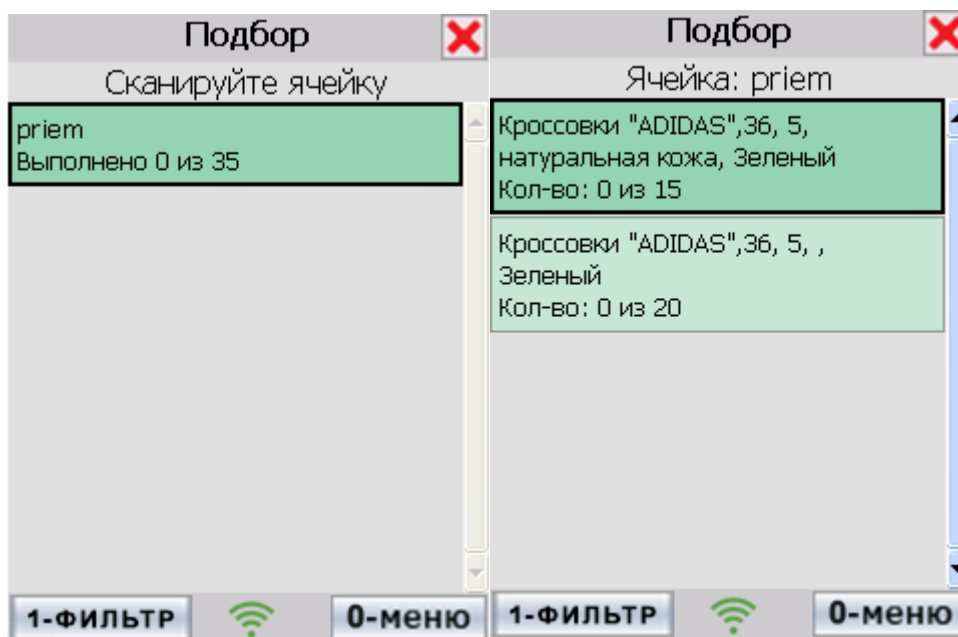 Подбор
Сканируйте ячейку
priem
Выполнено 0 из 35
1-ФИЛЬТР
0-меню
Подбор
Ячейка: priem
Кроссовки "ADIDAS",36, 5,
натуральная кожа, Зеленый
Кол-во: 0 из 15
Кроссовки "ADIDAS",36, 5, ,
Зеленый
Кол-во: 0 из 20
1-ФИЛЬТР
0-меню